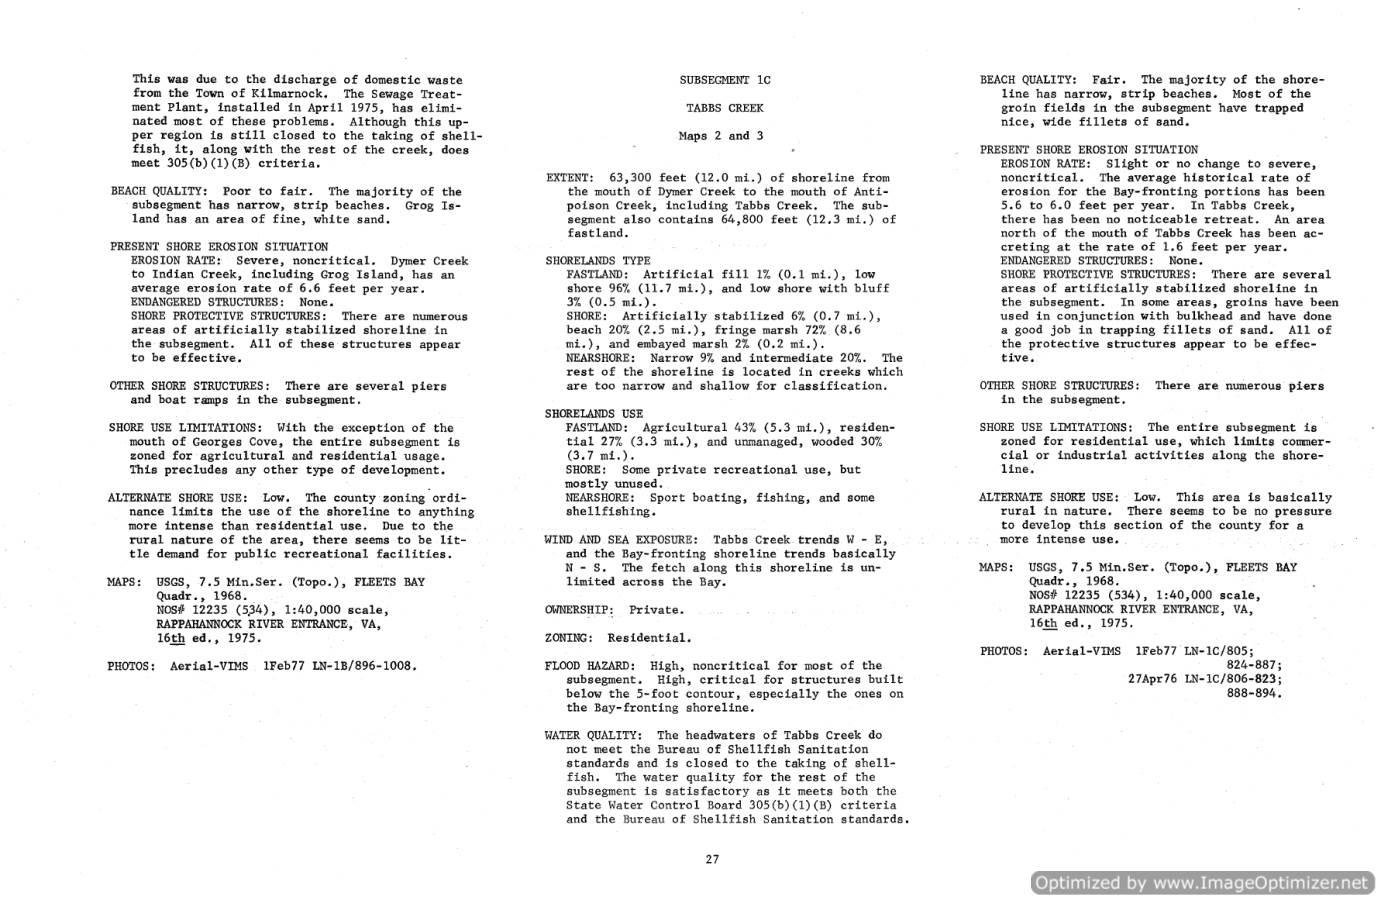 This was due to the discharge of domestic waste
from the Town of Kilmarnock. The Sewage Treat-
ment Plant, installed in April 1975, has elimi-
nated most of these problems. Although this up-
per region is still closed to the taking of shell-
fish, it, along with the rest of the creek, does
meet 305(b)(1)(B) criteria.
BEACH QUALITY: Poor to fair. The majority of the
subsegment has narrow, strip beaches. Grog Is-
land has an area of fine, white sand.
PRESENT SHORE EROSION SITUATION
EROSION RATE: Severe, noncritical. Dymer Creek
to Indian Creek, including Grog Island, has an
average erosion rate of 6.6 feet per year.
ENDANGERED STRUCTURES: None.
SHORE PROTECTIVE STRUCTURES: There are numerous
areas of artificially stabilized shoreline in
the subsegment. All of these structures appear
to be effective.
OTHER SHORE STRUCTURES: There are several piers
and boat ramps in the subsegment.
SHORE USE LIMITATIONS: With the exception of the
mouth of Georges Cove, the entire subsegment is
zoned for agricultural and residential usage.
This precludes any other type of development.
ALTERNATE SHORE USE: Low. The county zoning ordi-
nance limits the use of the shoreline to anything
more intense than residential use. Due to the
rural nature of the area, there seems to be lit-
tle demand for public recreational facilities.
MAPS: USGS, 7.5 Min.Ser. (Topo.), FLEETS BAY
Quadr., 1968.
NOS# 12235 (534), 1:40,000 scale,
RAPPAHANNOCK RIVER ENTRANCE, VA,
16th ed., 1975.
PHOTOS: Aerial-VIMS 1Feb77 LN-1B/896-1008.
SUBSEGMENT 1C
TABBS CREEK
Maps 2 and 3
EXTENT: 63,300 feet (12.0 mi.) of shoreline from
the mouth of Dymer Creek to the mouth of Anti-
poison Creek, including Tabbs Creek. The sub-
segment also contains 64,800 feet (12.3 mi.) of
fastland.
SHORELANDS TYPE
FASTLAND: Artificial fill 1% (0.1 mi.), low
shore 96% (11.7 mi.), and low shore with bluff
3% (0.5 mi.).
SHORE: Artificially stabilized 6% (0.7 mi.),
beach 20% (2.5 mi.), fringe marsh 72% (8.6
mi.), and embayed marsh 2% (0.2 mi.).
NEARSHORE: Narrow 9% and intermediate 20%. The
rest of the shoreline is located in creeks which
are too narrow and shallow for classification.
SHORELANDS USE
FASTLAND: Agricultural 43% (5.3 mi.), residen-
tial 27% (3.3 mi.), and unmanaged, wooded 30%
(3.7 mi.).
SHORE: Some private recreational use, but
mostly unused.
NEARSHORE: Sport boating, fishing, and some
shellfishing.
WIND AND SEA EXPOSURE: Tabbs Creek trends W - E,
and the Bay-fronting shoreline trends basically
N - S. The fetch along this shoreline is un-
limited across the Bay.
OWNERSHIP: Private.
ZONING: Residential.
FLOOD HAZARD: High, noncritical for most of the
subsegment. High, critical for structures built
below the 5-foot contour, especially the ones on
the Bay-fronting shoreline.
WATER QUALITY: The headwaters of Tabbs Creek do
not meet the Bureau of Shellfish Sanitation
standards and is closed to the taking of shell-
fish. The water quality for the rest of the
subsegment is satisfactory as it meets both the
State Water Control Board 305(b)(1)(B) criteria
and the Bureau of Shellfish Sanitation standards.
BEACH QUALITY: Fair. The majority of the shore-
line has narrow, strip beaches. Most of the
groin fields in the subsegment have trapped
nice, wide fillets of sand.
PRESENT SHORE EROSION SITUATION
EROSION RATE: Slight or no change to severe,
noncritical. The average historical rate of
erosion for the Bay-fronting portions has been
5.6 to 6.0 feet per year. In Tabbs Creek,
there has been no noticeable retreat. An area
north of the mouth of Tabbs Creek has been ac-
creting at the rate of 1.6 feet per year.
ENDANGERED STRUCTURES: None.
SHORE PROTECTIVE STRUCTURES: There are several
areas of artificially stabilized shoreline in
the subsegment. In some areas, groins have been
used in conjunction with bulkhead and have done
a good job in trapping fillets of sand. All of
the protective structures appear to be effec-
tive.
OTHER SHORE STRUCTURES: There are numerous piers
in the subsegment.
SHORE USE LIMITATIONS: The entire subsegment is
zoned for residential use, which limits commer-
cial or industrial activities along the shore-
line.
ALTERNATE SHORE USE: Low. This area is basically
rural in nature. There seems to be no pressure
to develop this section of the county for a
more intense use.
MAPS: USGS, 7.5 Min.Ser. (Topo.), FLEETS BAY
Quadr., 1968.
NOS# 12235 (534), 1:40,000 scale,
RAPPAHANNOCK RIVER ENTRANCE, VA,
16th ed., 1975.
PHOTOS: Aerial-VIMS 1Feb77 LN-1C/805;
824-887;
27Apr76 LN-1C/806-823;
888-894.
27
Optimized by www.ImageOptimizer.net